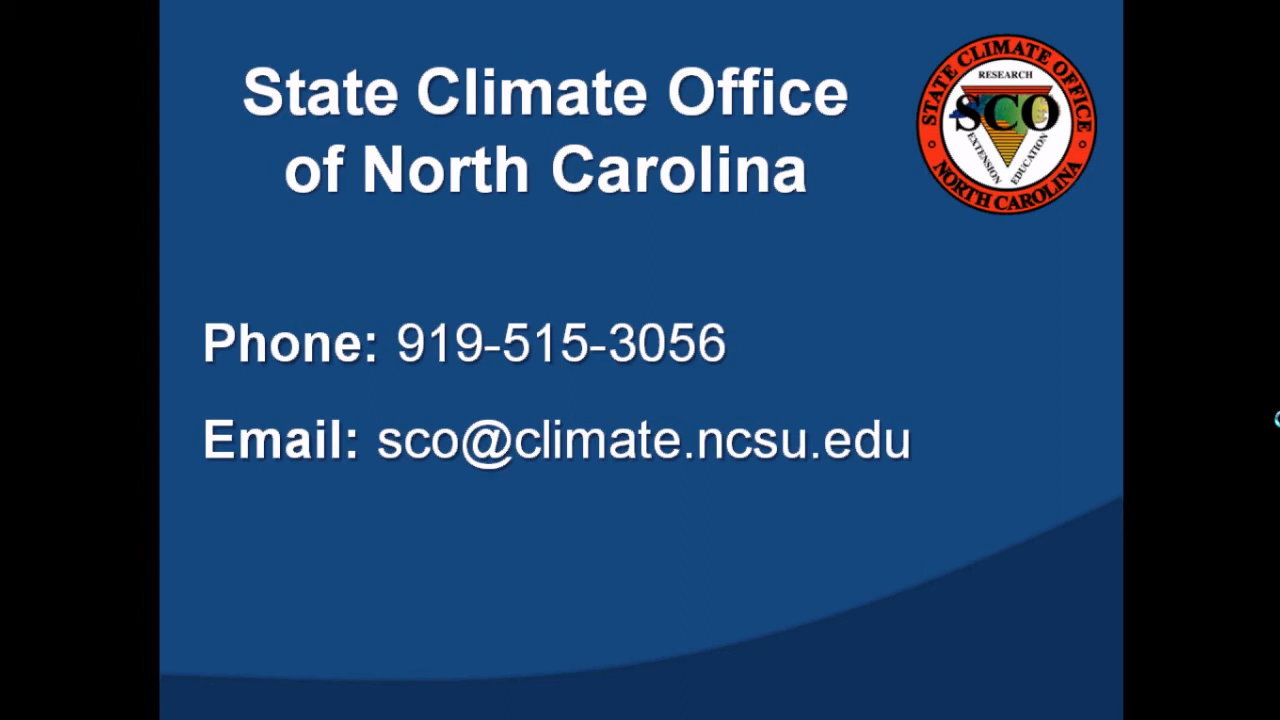 State Climate Office
of North Carolina
STATE CLIMATE OFFICE
RESEARCH
SCO
EXTENSION
EDUCATION
NORTH CAROLINA
Phone: 919-515-3056
Email: sco@climate.ncsu.edu